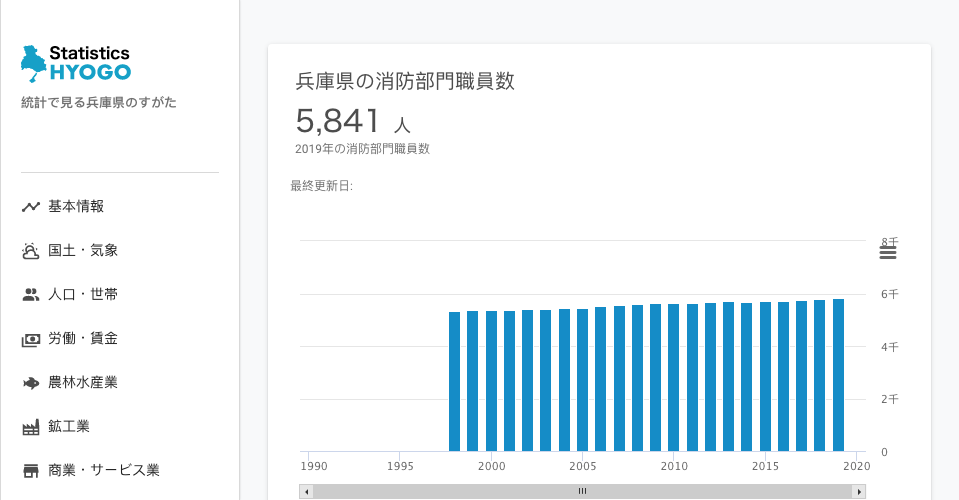 Statistics
HYOGO
統計で見る兵庫県のすがた
基本情報
国土・気象
人口・世帯
労働・賃金
農林水産業
鉱工業
商業・サービス業
兵庫県の消防部門職員数
5,841 人
2019年の消防部門職員数
最終更新日:
8千
6千
4千
2千
0
1990 1995 2000 2005 2010 2015 2020